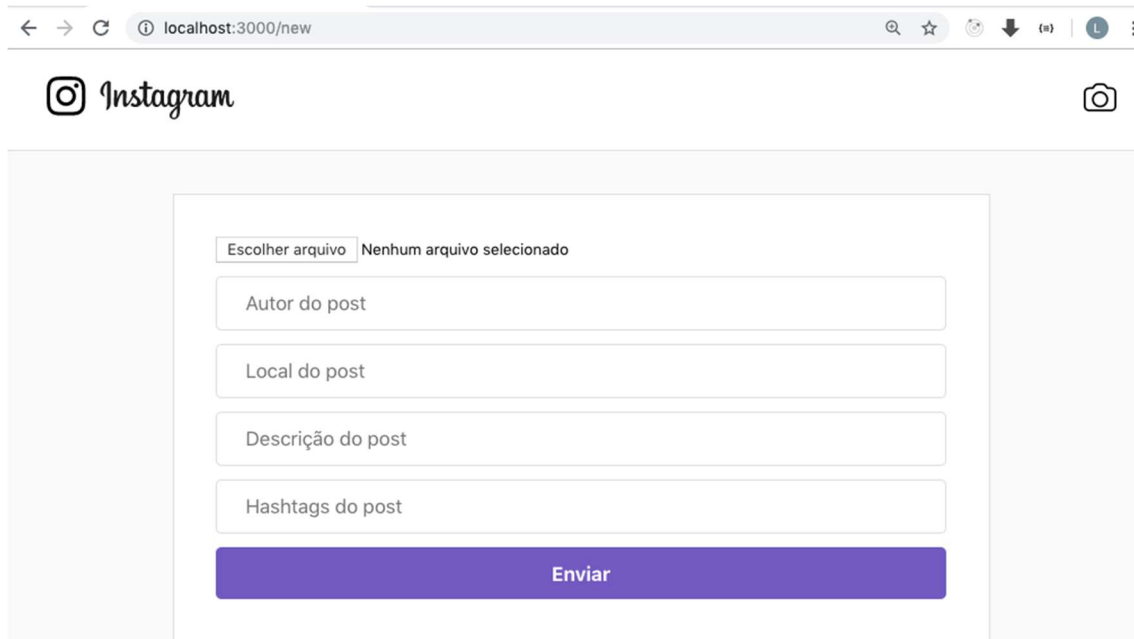 localhost:3000/new
{≡}
L
Instagram
Escolher arquivo Nenhum arquivo selecionado
Autor do post
Local do post
Descrição do post
Hashtags do post
Enviar